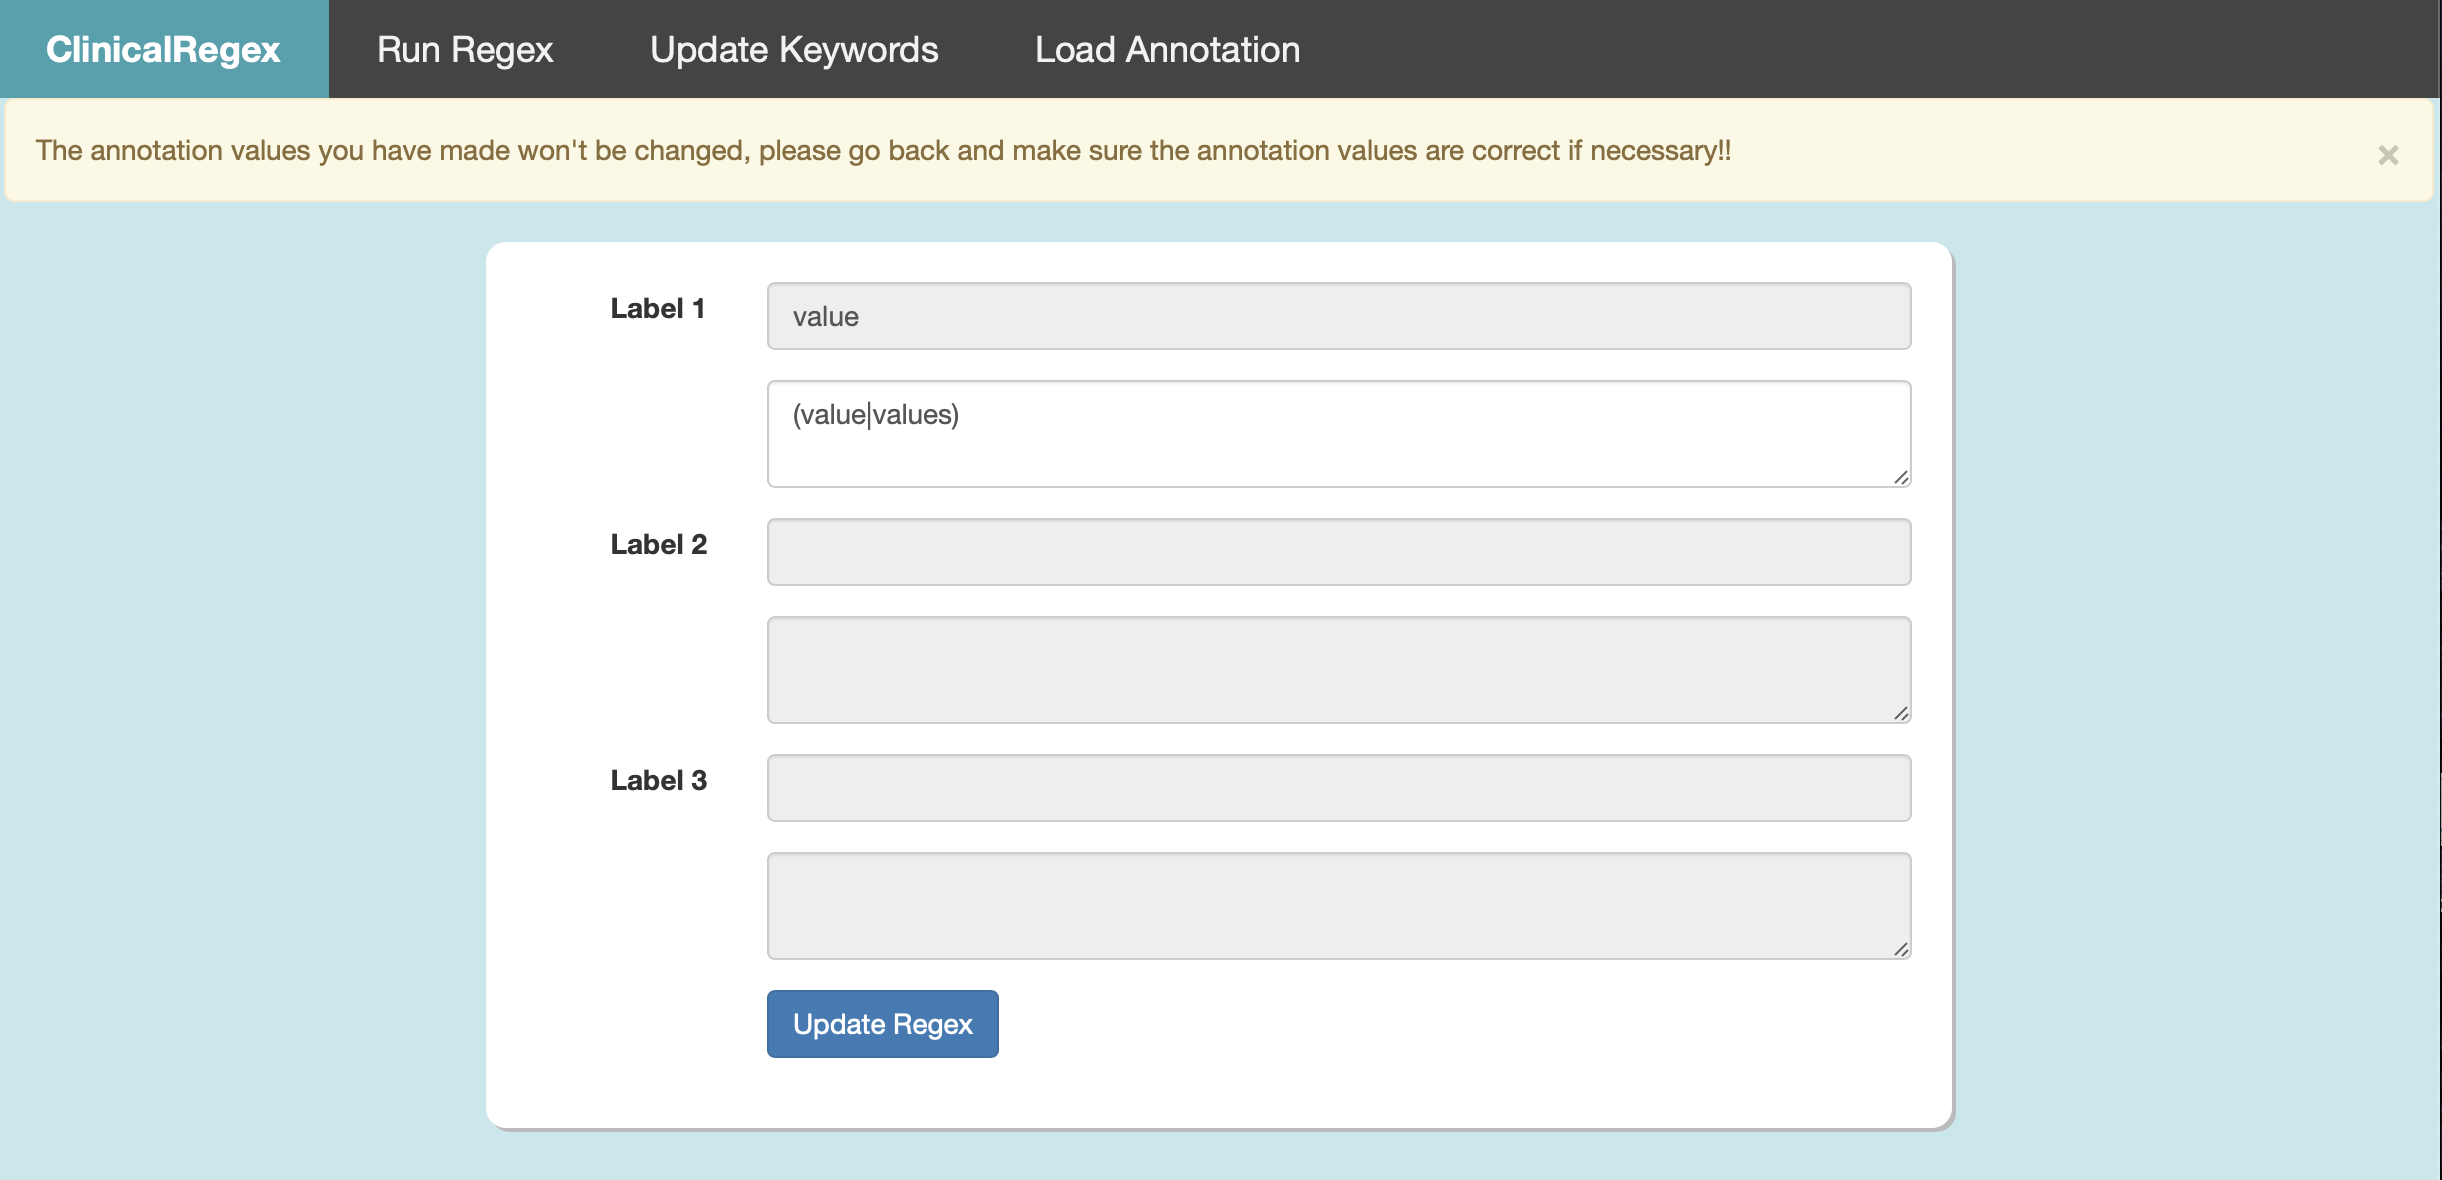 ClinicalRegex Run Regex Update Keywords Load Annotation
The annotation values you have made won't be changed, please go back and make sure the annotation values are correct if necessary!! ×
Label 1 value
(value|values)
Label 2
Label 3
Update Regex